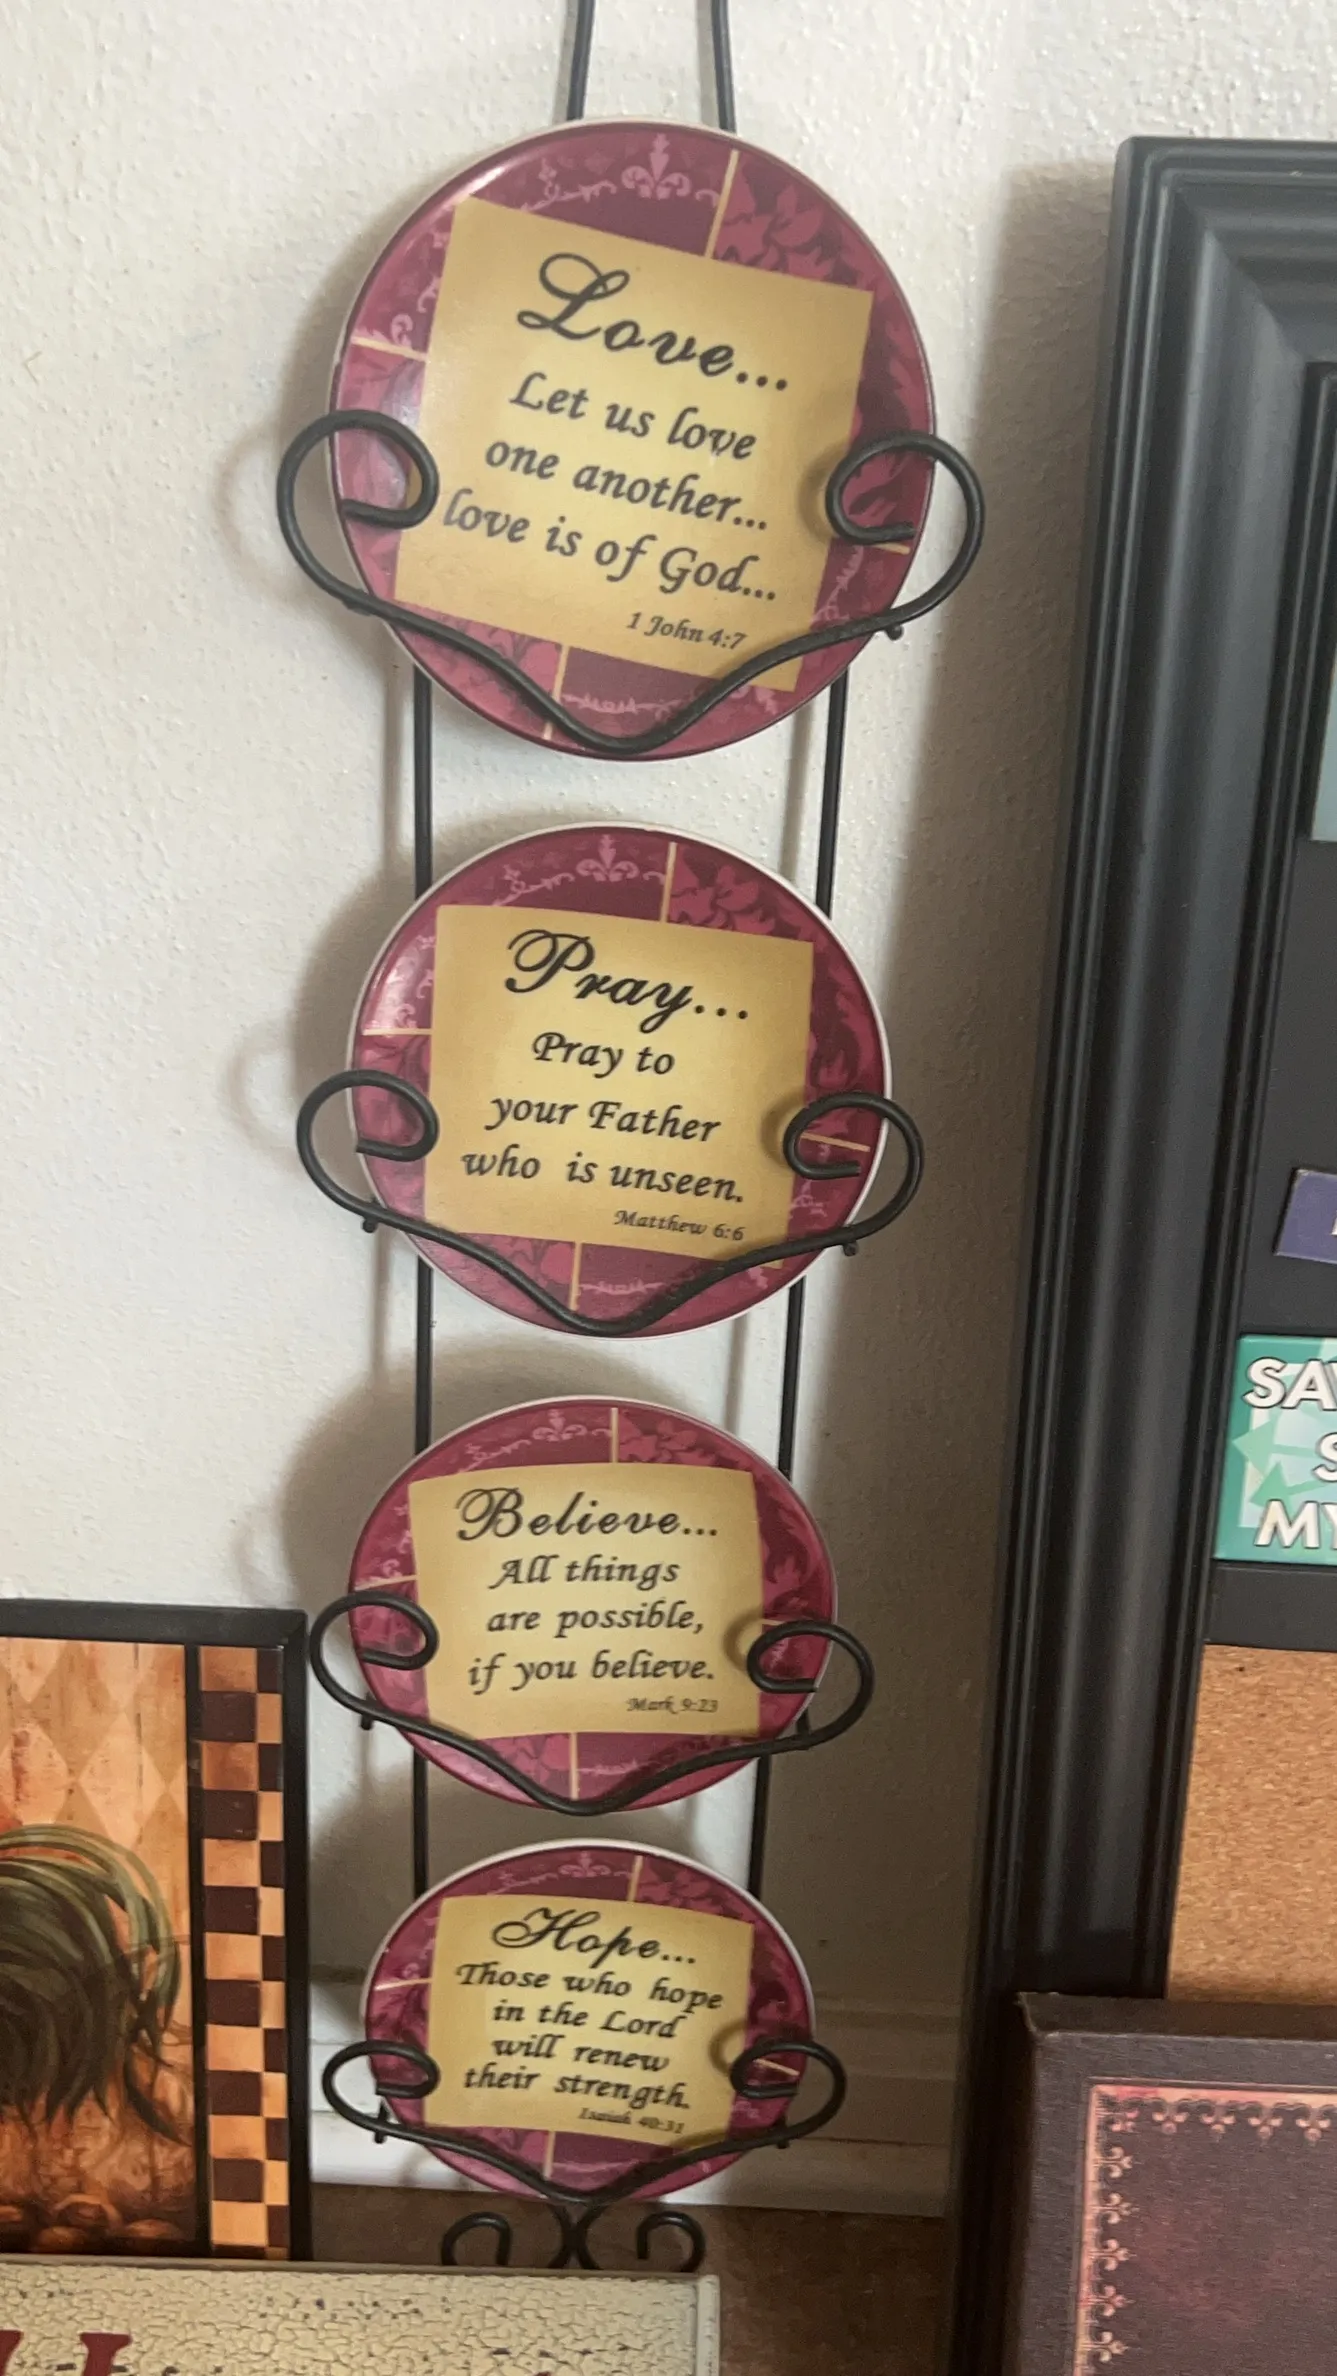 Love...
Let us love
one another...
love is of God...
1 John 4:7
Pray...
Pray to
your Father
who is unseen.
Matthew 6:6
Believe...
All things
are possible,
if you believe.
Mark 9:23
Hope...
Those who hope
in the Lord
will renew
their strength.
Isaiah 40:31
MY